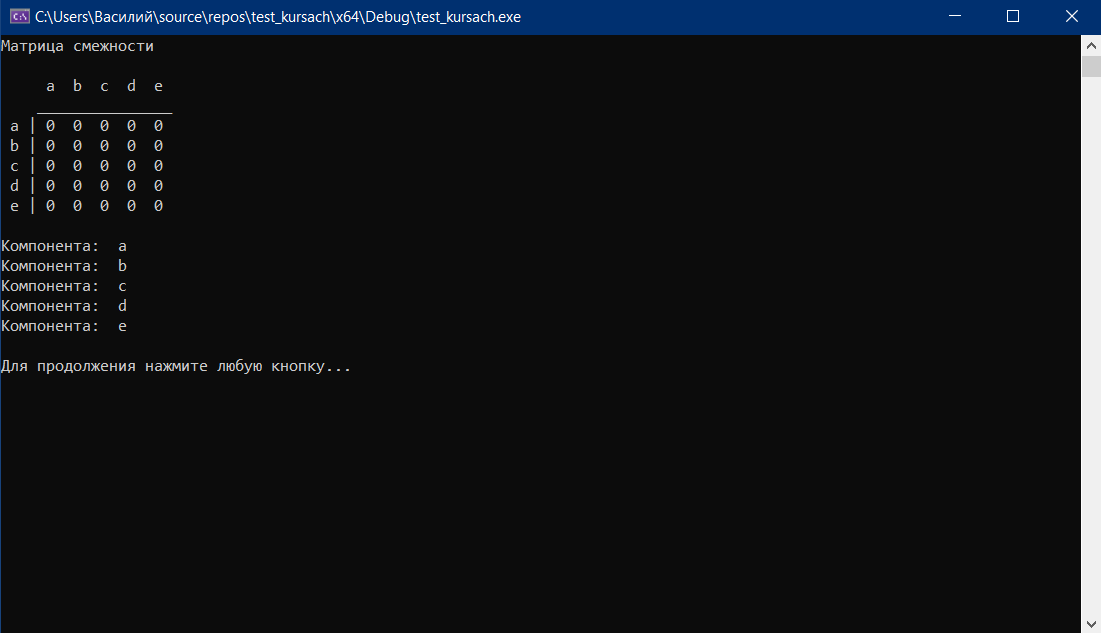 C:\Users\Василий\source\repos\test_kursach\x64\Debug\test_kursach.exe
Матрица смежности
a b c d e
a | 0 0 0 0 0
b | 0 0 0 0 0
c | 0 0 0 0 0
d | 0 0 0 0 0
e | 0 0 0 0 0
Компонента: a
Компонента: b
Компонента: c
Компонента: d
Компонента: e
Для продолжения нажмите любую кнопку...